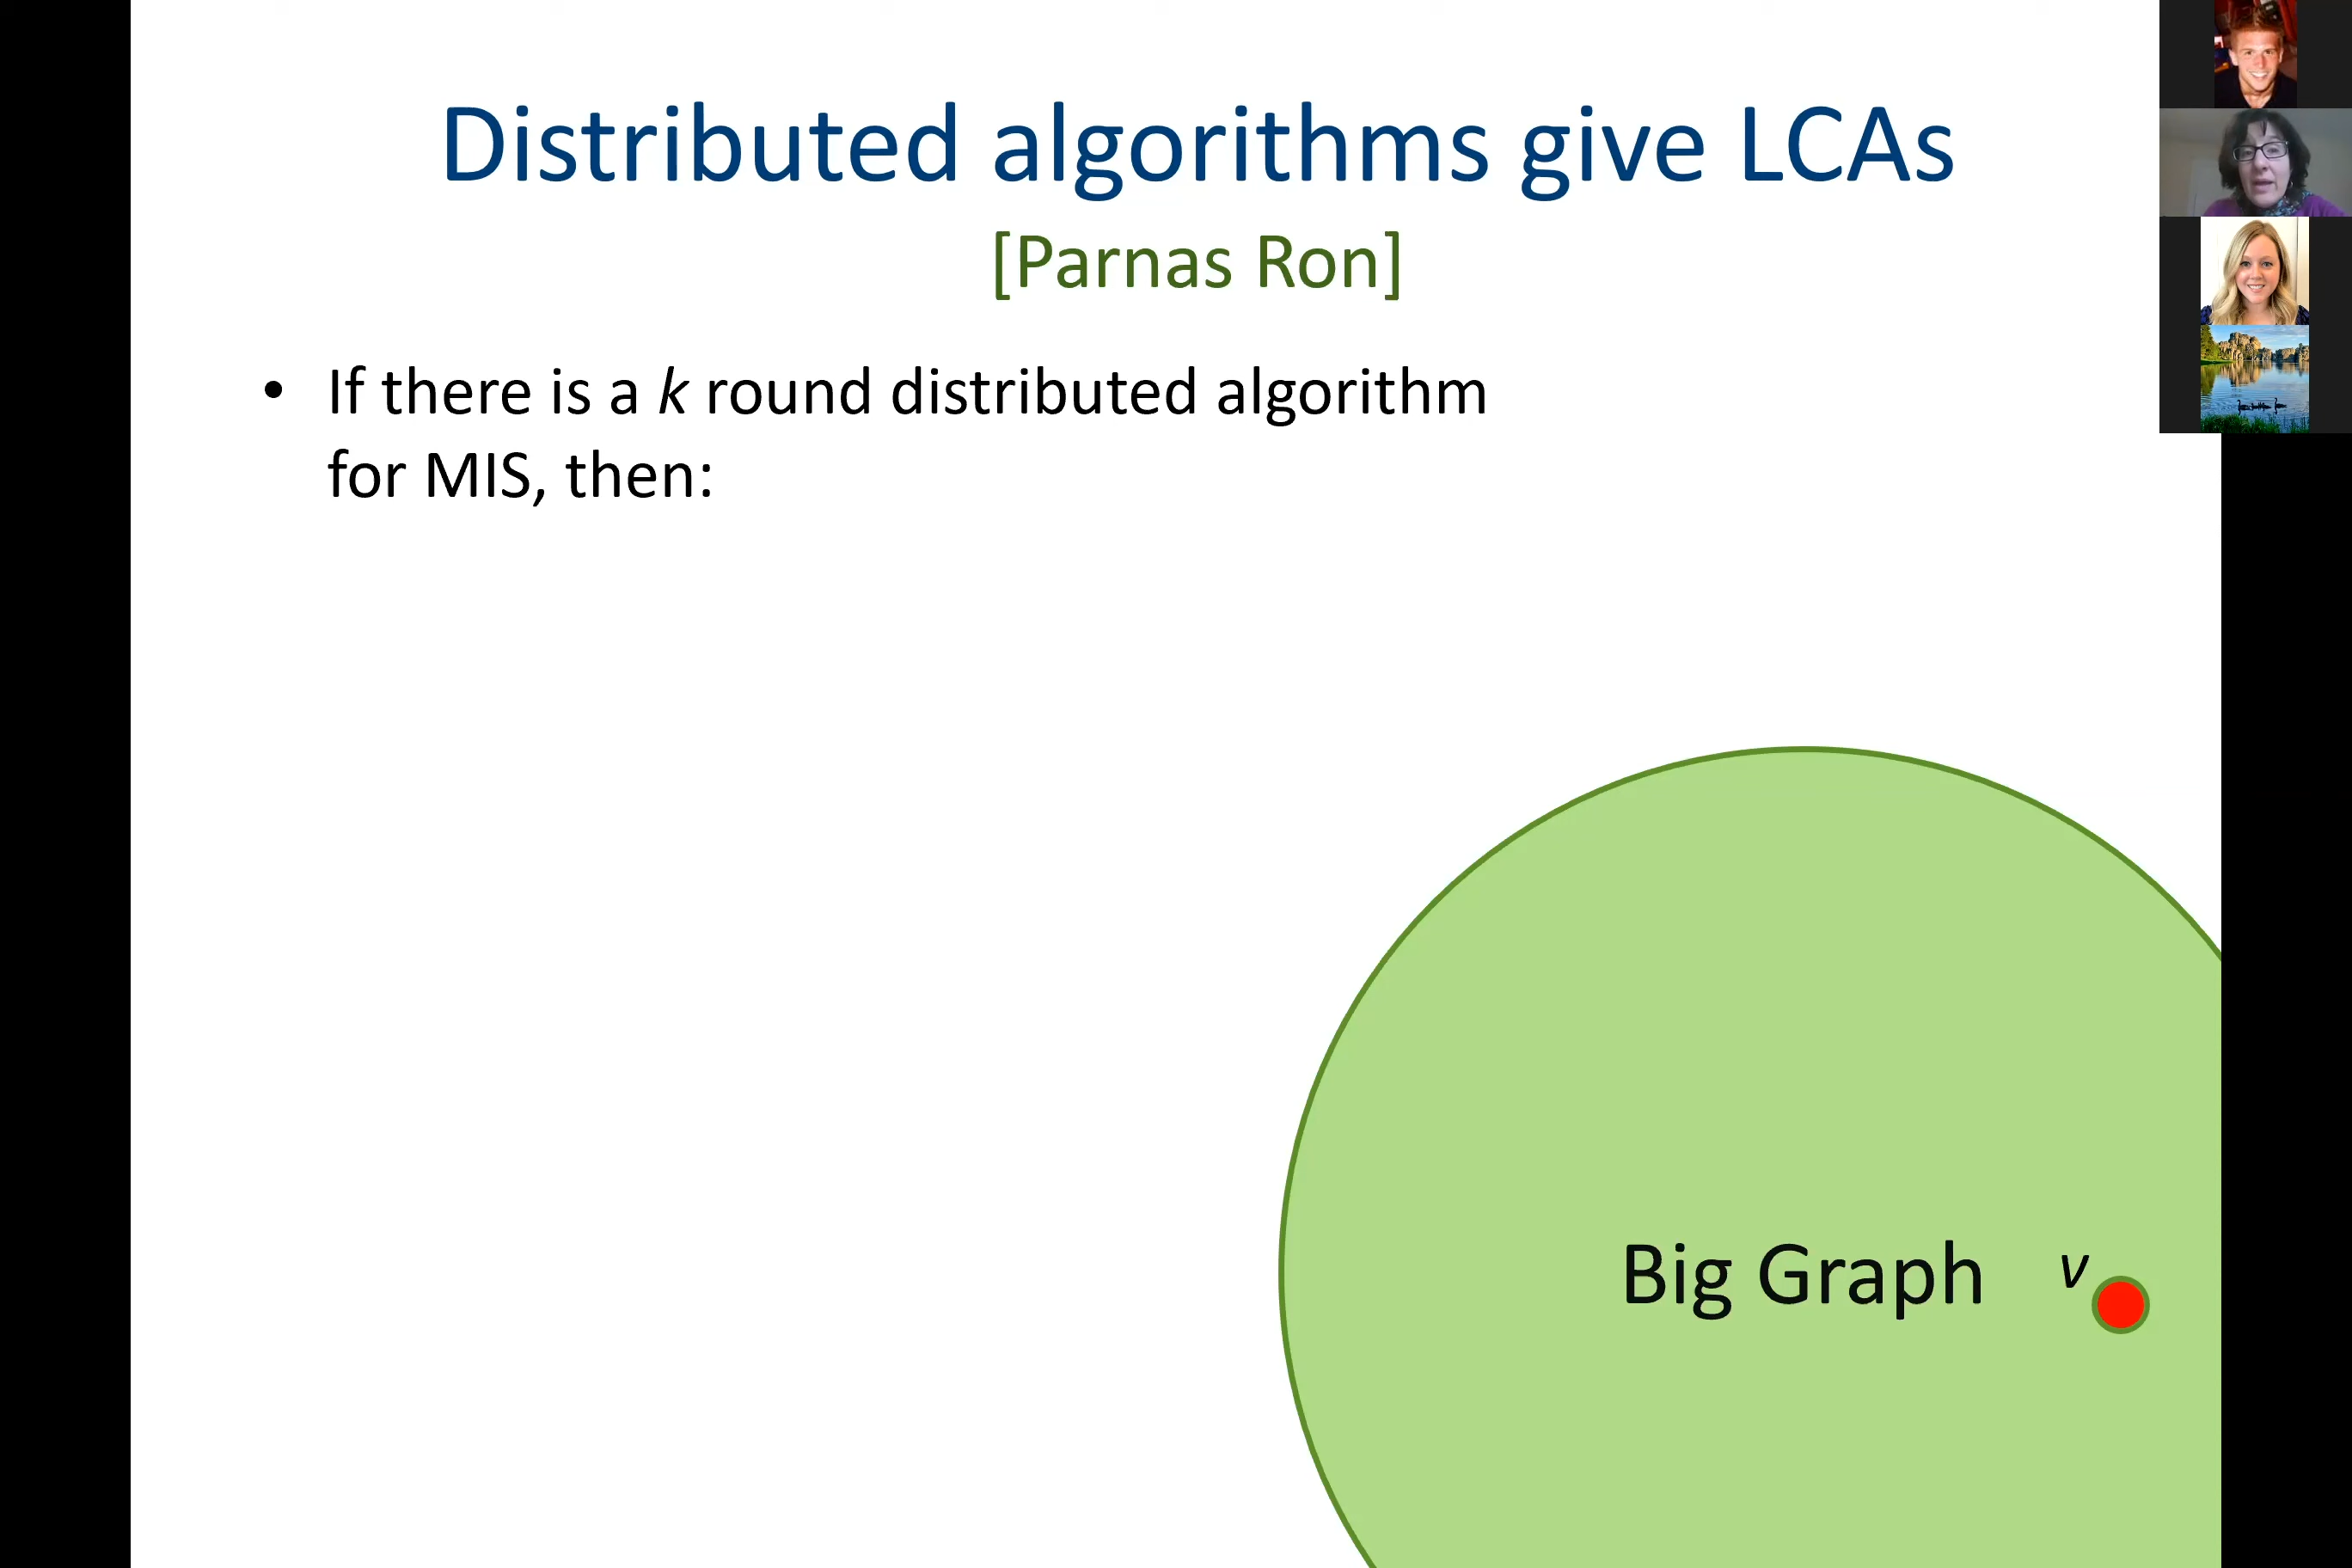 Distributed algorithms give LCAs
[Parnas Ron]
• If there is a k round distributed algorithm
for MIS, then:
Big Graph
v